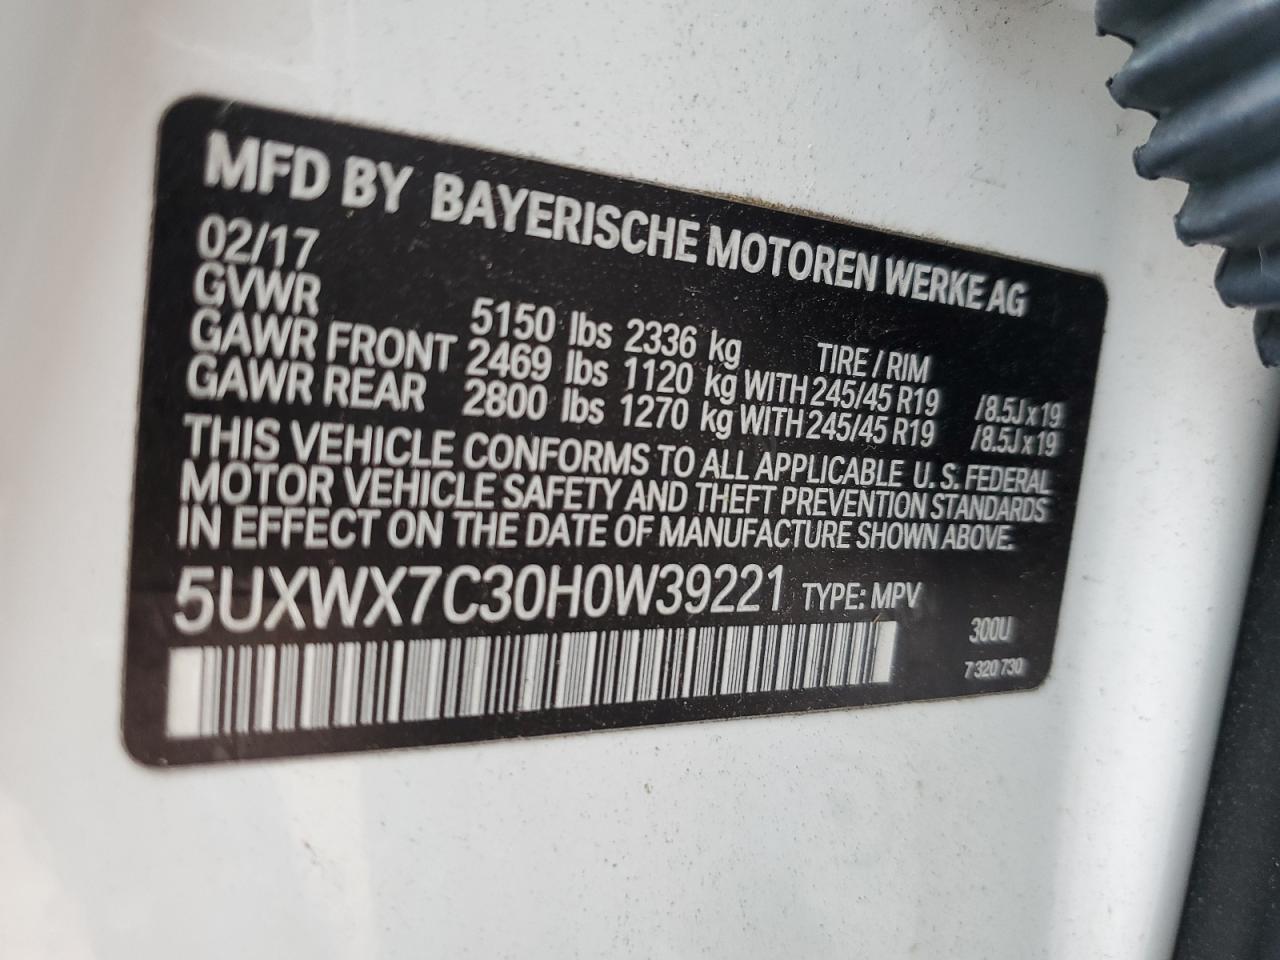 MFD BY BAYERISCHE MOTOREN WERKE AG
02/17
GVWR 5150 lbs 2336 kg TIRE / RIM
GAWR FRONT 2469 lbs 1120 kg WITH 245/45 R19 /8.5J x 19
GAWR REAR 2800 lbs 1270 kg WITH 245/45 R19 /8.5J x 19
THIS VEHICLE CONFORMS TO ALL APPLICABLE U. S. FEDERAL
MOTOR VEHICLE SAFETY AND THEFT PREVENTION STANDARDS
IN EFFECT ON THE DATE OF MANUFACTURE SHOWN ABOVE.
5UXWX7C30H0W39221 TYPE: MPV
300U
7 320 730